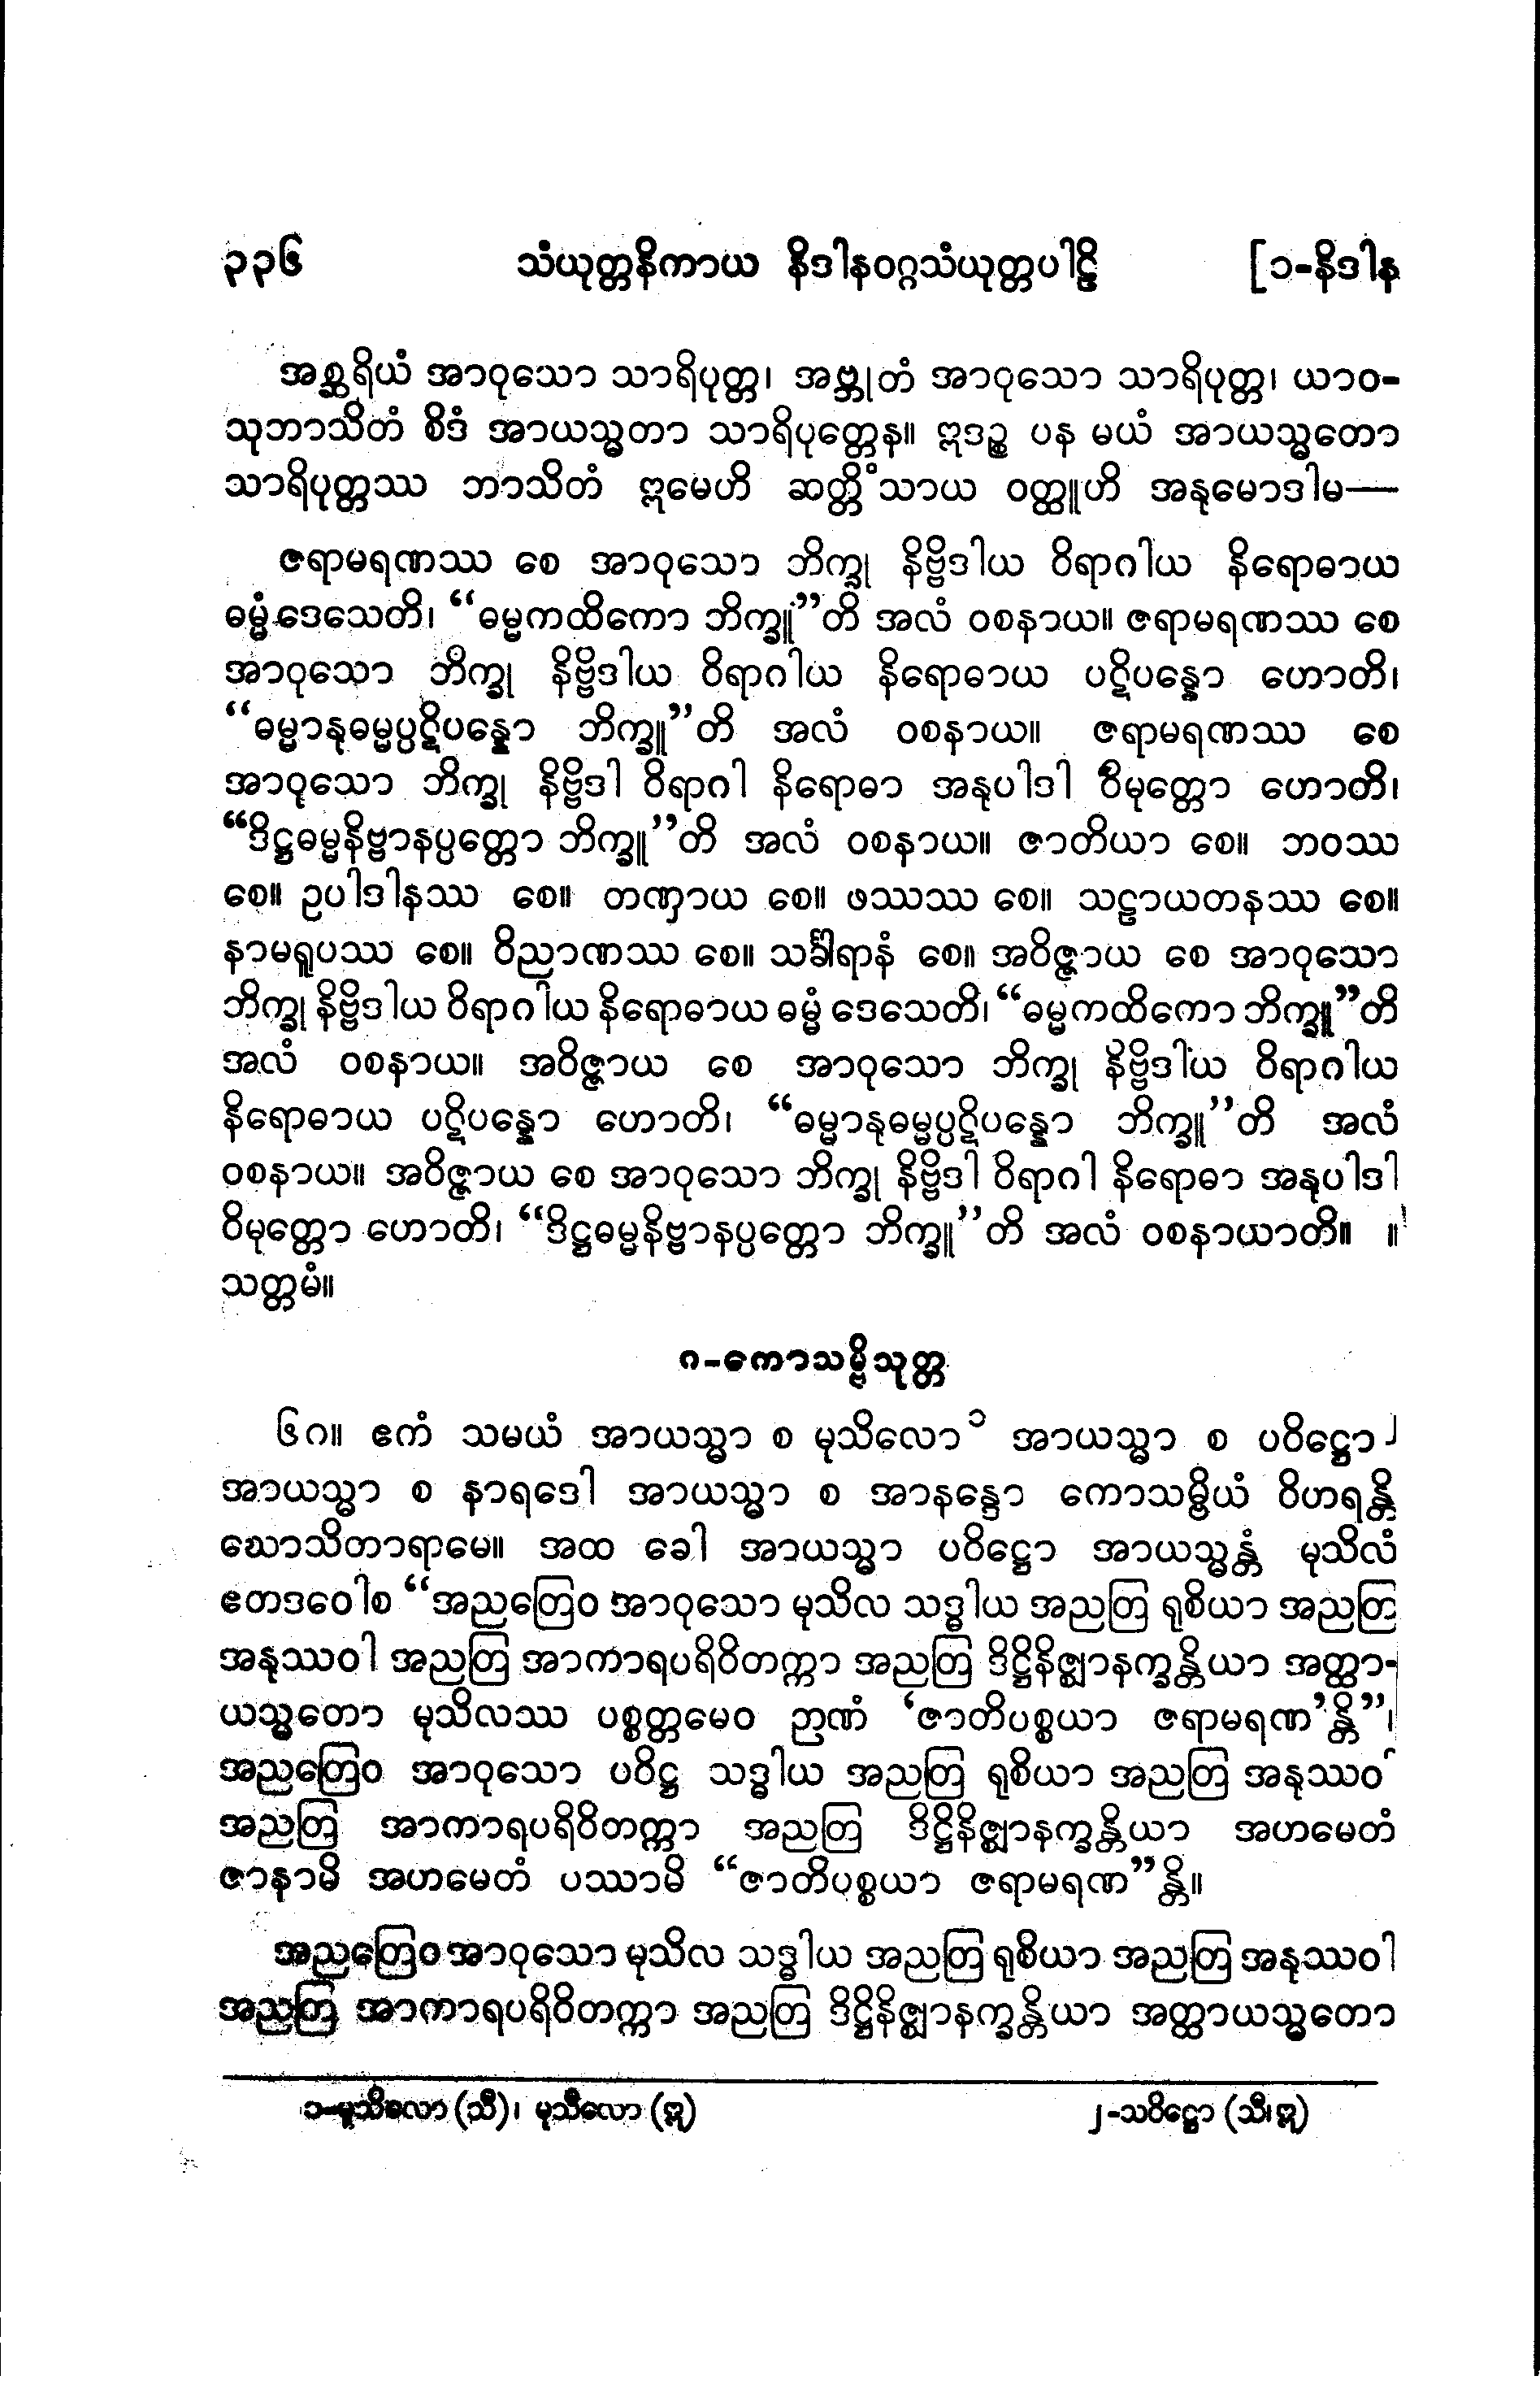 ၃၃၆ သံယုတ္တနိကာယ နိဒါနဝဂ္ဂသံယုတ္တပါဠိ [၁-နိဒါန
အစ္ဆရိယံ အာဝုသော သာရိပုတ္တ၊ အဗ္ဘုတံ အာဝုသော သာရိပုတ္တ၊ ယာဝ-
သုဘာသိတံ စိဒံ အာယသ္မတာ သာရိပုတ္တေန။ ဣဒဉ္စ ပန မယံ အာယသ္မတော
သာရိပုတ္တဿ ဘာသိတံ ဣမေဟိ ဆတ္တိံသာယ ဝတ္ထူဟိ အနုမောဒါမ—
ဇရာမရဏဿ စေ အာဝုသော ဘိက္ခု နိဗ္ဗိဒါယ ဝိရာဂါယ နိရောဓာယ
ဓမ္မံ ဒေသေတိ၊ “ဓမ္မကထိကော ဘိက္ခူ”တိ အလံ ဝစနာယ။ ဇရာမရဏဿ စေ
အာဝုသော ဘိက္ခု နိဗ္ဗိဒါယ ဝိရာဂါယ နိရောဓာယ ပဋိပန္နော ဟောတိ၊
“ဓမ္မာနုဓမ္မပ္ပဋိပန္နော ဘိက္ခူ”တိ အလံ ဝစနာယ။ ဇရာမရဏဿ စေ
အာဝုသော ဘိက္ခု နိဗ္ဗိဒါ ဝိရာဂါ နိရောဓာ အနုပါဒါ ဝိမုတ္တော ဟောတိ၊
“ဒိဋ္ဌဓမ္မနိဗ္ဗာနပ္ပတ္တော ဘိက္ခူ”တိ အလံ ဝစနာယ။ ဇာတိယာ စေ။ ဘဝဿ
စေ။ ဥပါဒါနဿ စေ။ တဏှာယ စေ။ ဖဿဿ စေ။ သဠာယတနဿ စေ။
နာမရူပဿ စေ။ ဝိညာဏဿ စေ။ သင်္ခါရာနံ စေ။ အဝိဇ္ဇာယ စေ အာဝုသော
ဘိက္ခု နိဗ္ဗိဒါယ ဝိရာဂါယ နိရောဓာယ ဓမ္မံ ဒေသေတိ၊ “ဓမ္မကထိကော ဘိက္ခူ”တိ
အလံ ဝစနာယ။ အဝိဇ္ဇာယ စေ အာဝုသော ဘိက္ခု နိဗ္ဗိဒါယ ဝိရာဂါယ
နိရောဓာယ ပဋိပန္နော ဟောတိ၊ “ဓမ္မာနုဓမ္မပ္ပဋိပန္နော ဘိက္ခူ”တိ အလံ
ဝစနာယ။ အဝိဇ္ဇာယ စေ အာဝုသော ဘိက္ခု နိဗ္ဗိဒါ ဝိရာဂါ နိရောဓာ အနုပါဒါ
ဝိမုတ္တော ဟောတိ၊ “ဒိဋ္ဌဓမ္မနိဗ္ဗာနပ္ပတ္တော ဘိက္ခူ”တိ အလံ ဝစနာယာတိ။ ။
သတ္တမံ။
၈-ကောသမ္ဗိသုတ္တ
၆၈။ ဧကံ သမယံ အာယသ္မာ စ မုသိလော ၁ အာယသ္မာ စ ပဝိဋ္ဌော ၂
အာယသ္မာ စ နာရဒေါ အာယသ္မာ စ အာနန္ဒော ကောသမ္ဗိယံ ဝိဟရန္တိ
ဃောသိတာရာမေ။ အထ ခေါ အာယသ္မာ ပဝိဋ္ဌော အာယသ္မန္တံ မုသိလံ
ဧတဒဝေါစ “အညတြေဝ အာဝုသော မုသိလ သဒ္ဓါယ အညတြ ရုစိယာ အညတြ
အနုဿဝါ အညတြ အာကာရပရိဝိတက္ကာ အညတြ ဒိဋ္ဌိနိဇ္ဈာနက္ခန္တိယာ အတ္ထာ-
ယသ္မတော မုသိလဿ ပစ္စတ္တမေဝ ဉာဏံ ‘ဇာတိပစ္စယာ ဇရာမရဏ’န္တိ”၊
အညတြေဝ အာဝုသော ပဝိဋ္ဌ သဒ္ဓါယ အညတြ ရုစိယာ အညတြ အနုဿဝါ
အညတြ အာကာရပရိဝိတက္ကာ အညတြ ဒိဋ္ဌိနိဇ္ဈာနက္ခန္တိယာ အဟမေတံ
ဇာနာမိ အဟမေတံ ပဿာမိ “ဇာတိပစ္စယာ ဇရာမရဏ”န္တိ။
အညတြေဝ အာဝုသော မုသိလ သဒ္ဓါယ အညတြ ရုစိယာ အညတြ အနုဿဝါ
အညတြ အာကာရပရိဝိတက္ကာ အညတြ ဒိဋ္ဌိနိဇ္ဈာနက္ခန္တိယာ အတ္ထာယသ္မတော
၁-မူသိလော (သီ)၊ မုသီလော (ဣ) ၂-သဝိဋ္ဌော (သီ၊ ဣ)